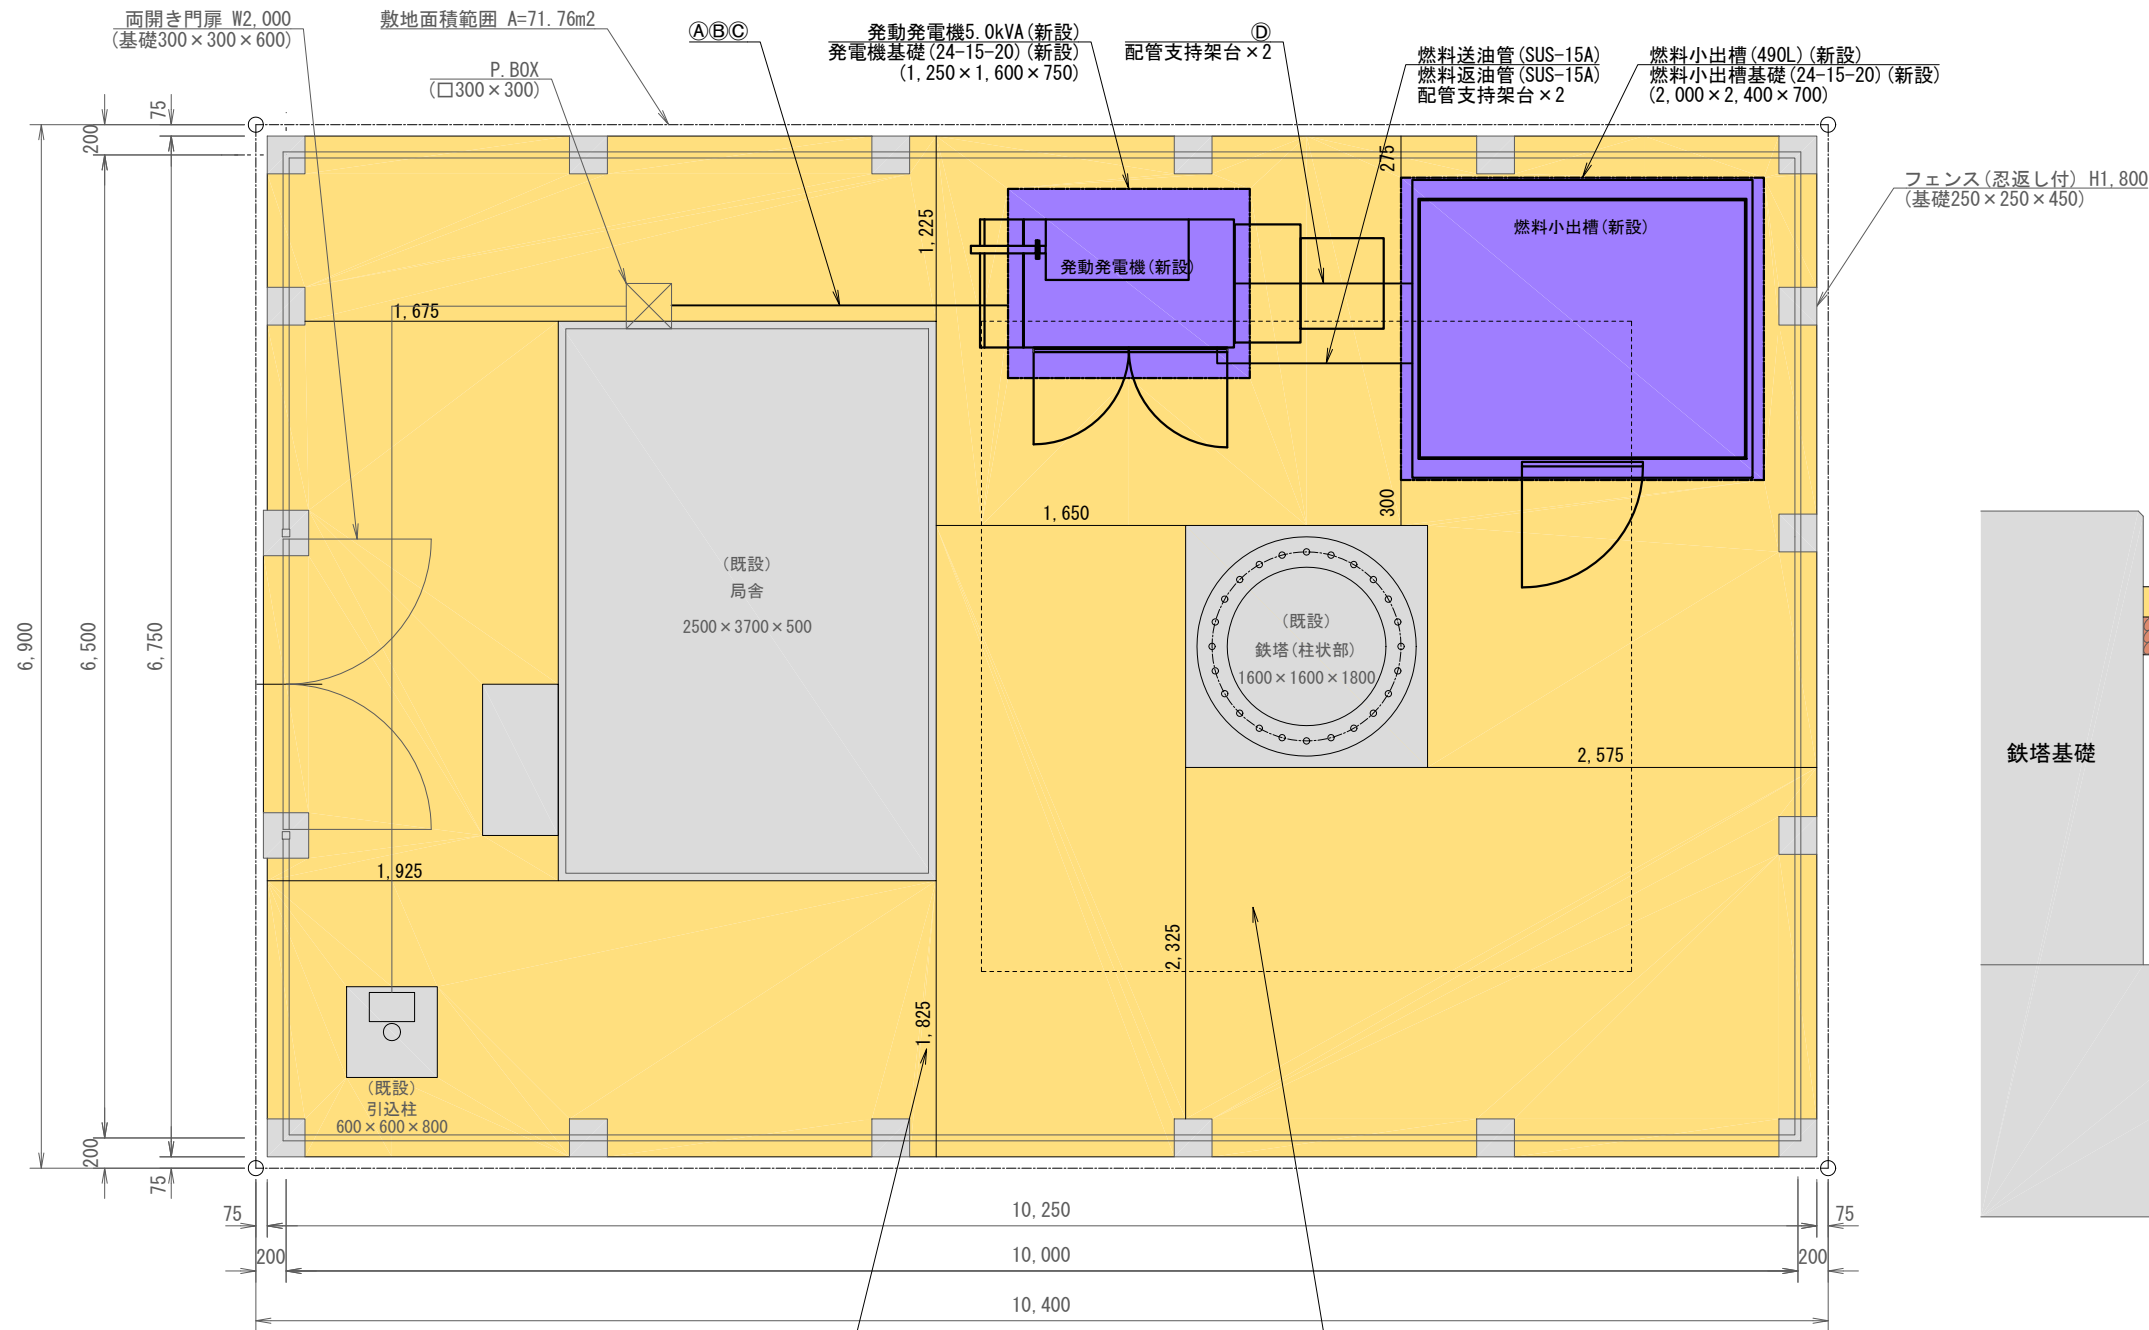 両開き門扉 W2,000
(基礎300×300×600)
敷地面積範囲 A=71.76m2
P.BOX
(□300×300)
ⒶⒷⒸ
発動発電機5.0kVA(新設)
発電機基礎(24-15-20)(新設)
(1,250×1,600×750)
Ⓓ
配管支持架台×2
燃料送油管(SUS-15A)
燃料返油管(SUS-15A)
配管支持架台×2
燃料小出槽(490L)(新設)
燃料小出槽基礎(24-15-20)(新設)
(2,000×2,400×700)
フェンス(忍返し付) H1,800
(基礎250×250×450)
75
200
6,900
6,500
6,750
200
75
1,675
1,225
275
発動発電機(新設)
燃料小出槽(新設)
1,650
300
(既設)
局舎
2500×3700×500
(既設)
鉄塔(柱状部)
1600×1600×1800
2,575
鉄塔基礎
1,925
2,325
1,825
(既設)
引込柱
600×600×800
75
10,250
75
200
10,000
200
10,400